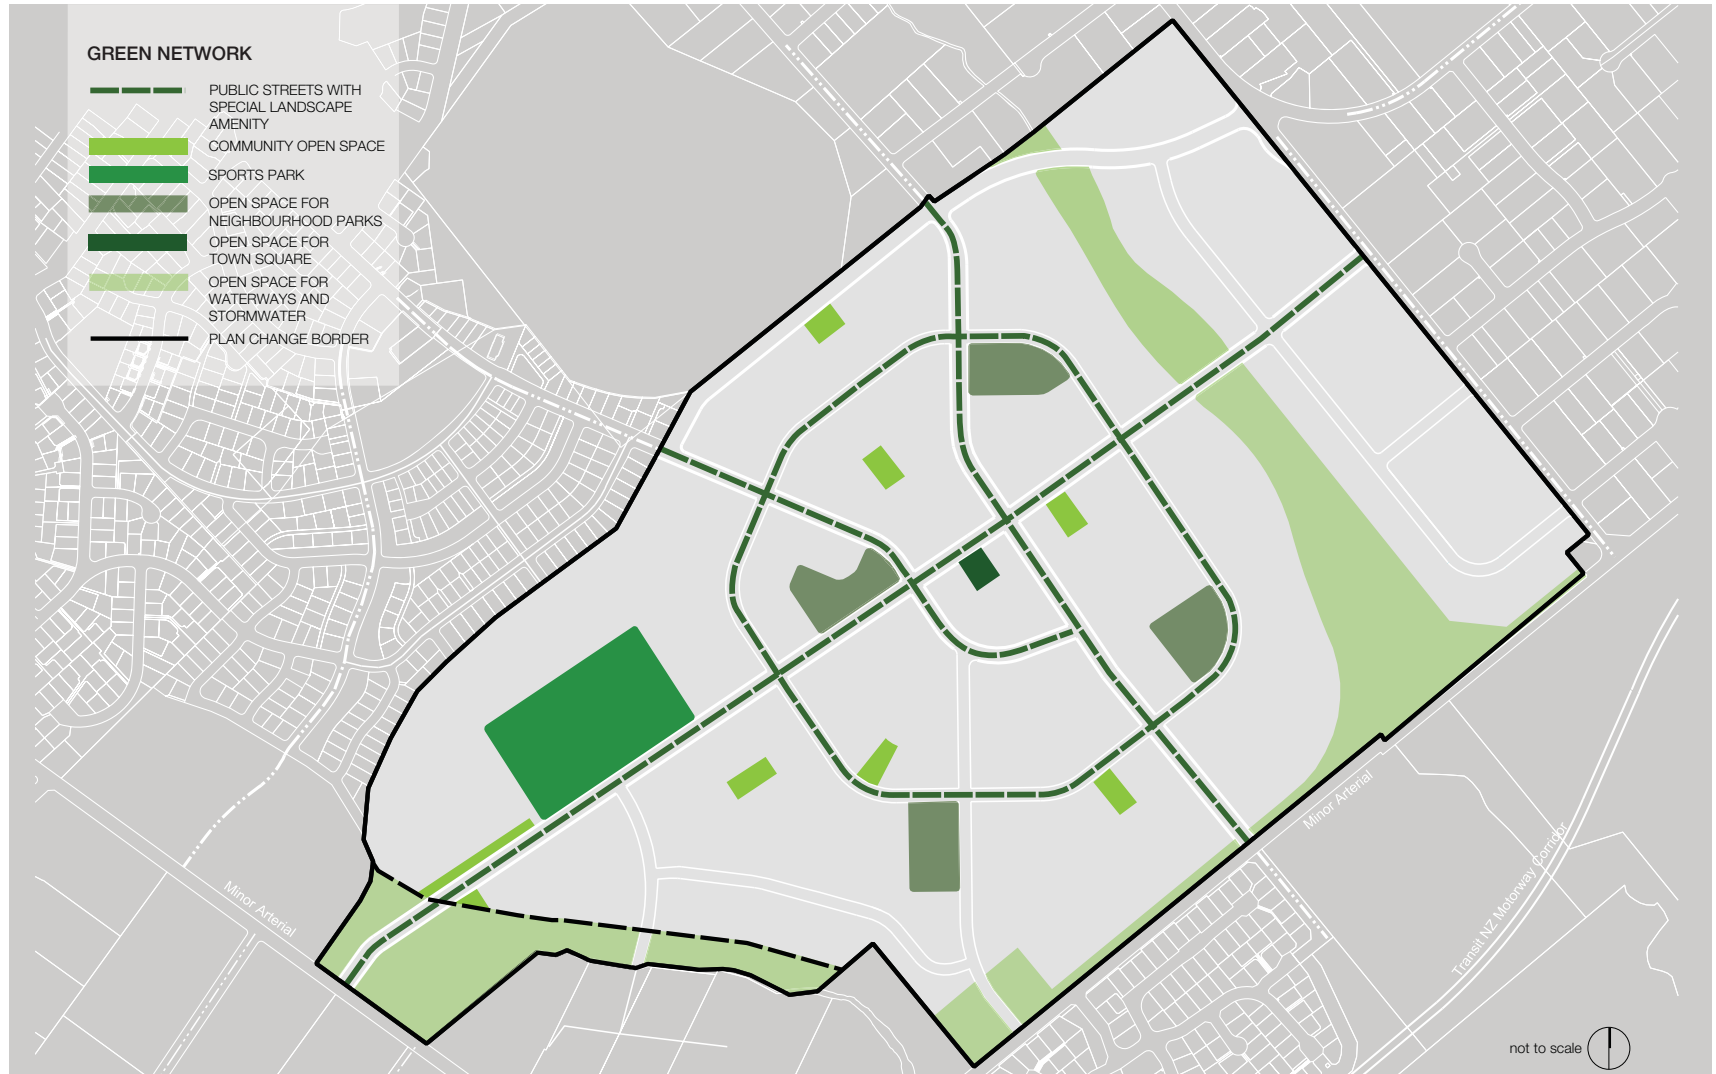 GREEN NETWORK
PUBLIC STREETS WITH
SPECIAL LANDSCAPE
AMENITY
COMMUNITY OPEN SPACE
SPORTS PARK
OPEN SPACE FOR
NEIGHBOURHOOD PARKS
OPEN SPACE FOR
TOWN SQUARE
OPEN SPACE FOR
WATERWAYS AND
STORMWATER
PLAN CHANGE BORDER
Minor Arterial
Minor Arterial
Transit NZ Motorway Corridor
not to scale